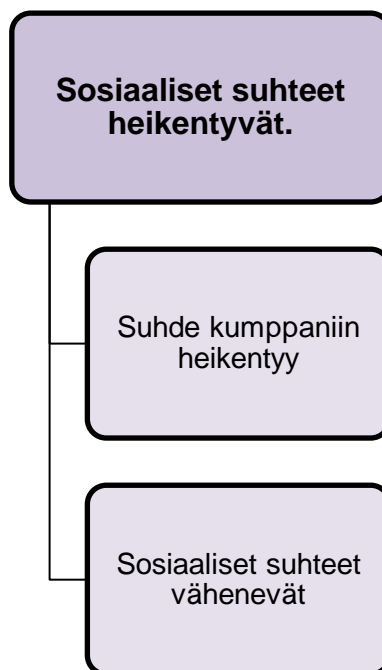 Sosiaaliset suhteet
heikentyvät.
Suhde kumppaniin
heikentyy
Sosiaaliset suhteet
vähenevät